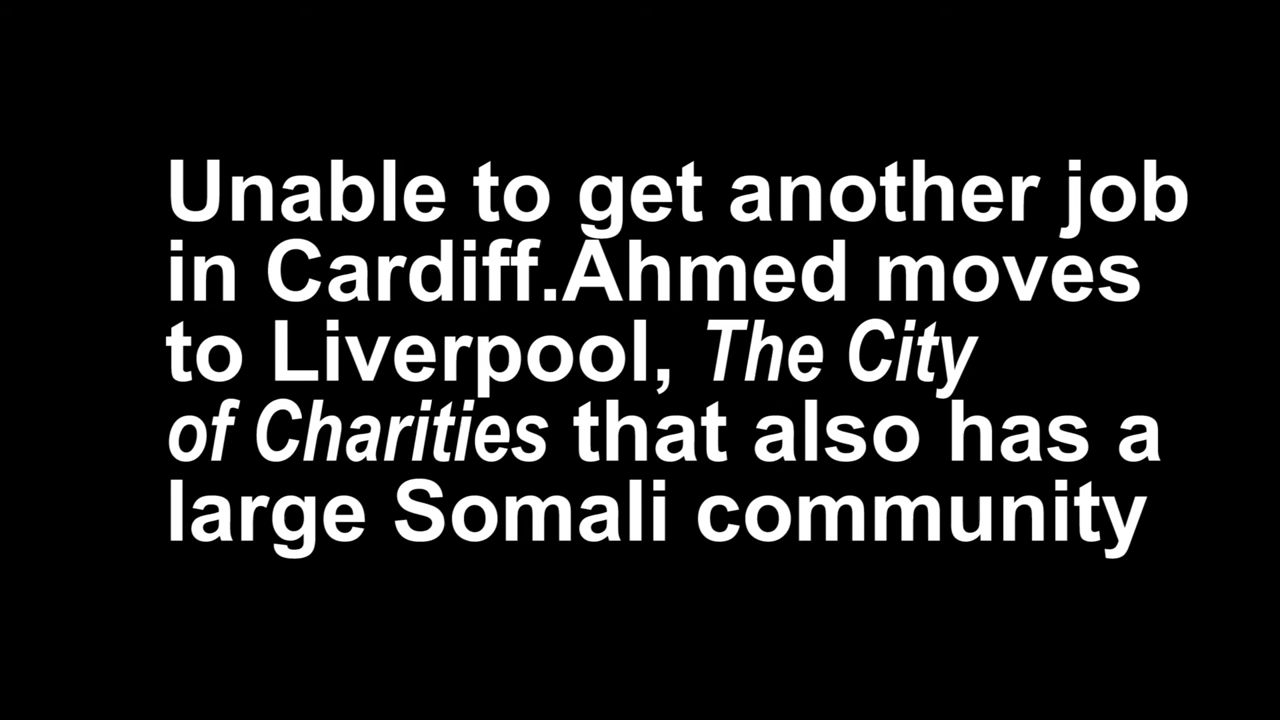 Unable to get another job
in Cardiff.Ahmed moves
to Liverpool, The City
of Charities that also has a
large Somali community